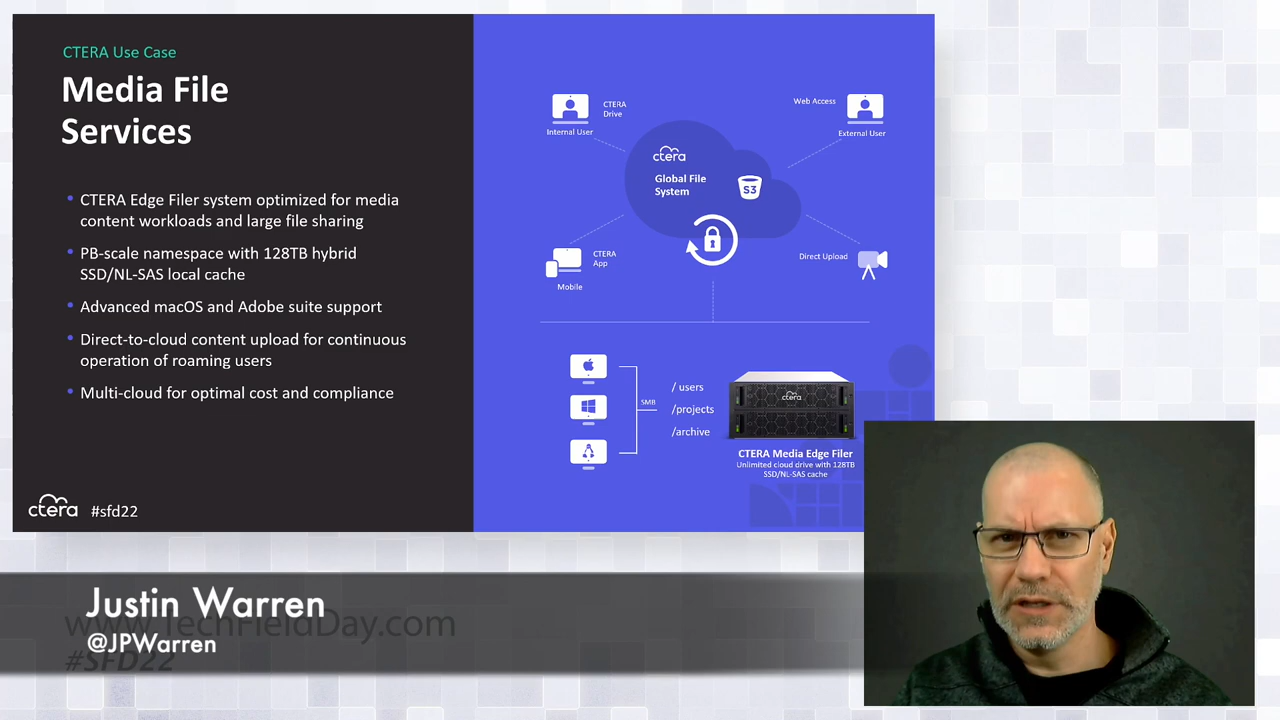 CTERA Use Case
Media File
Services
• CTERA Edge Filer system optimized for media
content workloads and large file sharing
• PB-scale namespace with 128TB hybrid
SSD/NL-SAS local cache
• Advanced macOS and Adobe suite support
• Direct-to-cloud content upload for continuous
operation of roaming users
• Multi-cloud for optimal cost and compliance
ctera #sfd22
CTERA
Drive
Internal User
Web Access
External User
ctera
Global File
System
S3
CTERA
App
Mobile
Direct Upload
SMB
/ users
/projects
/archive
ctera
CTERA Media Edge Filer
Unlimited cloud drive with 128TB
SSD/NL-SAS cache
Justin Warren
www.TechFieldDay.com
@JPWarren
#SFD22